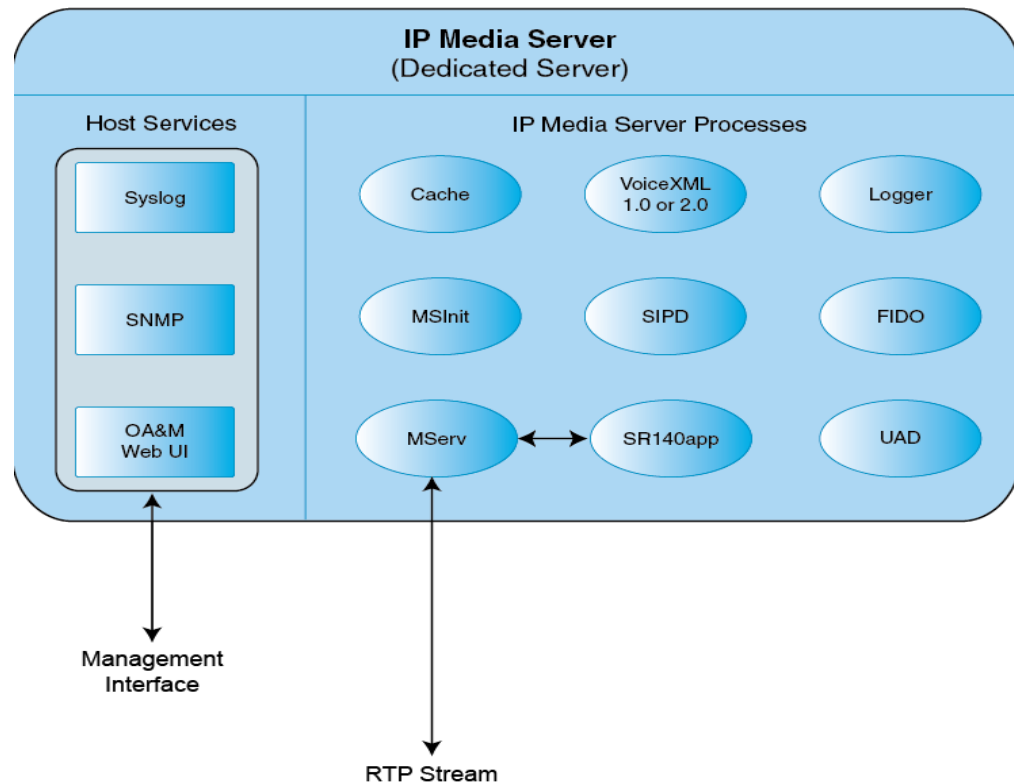 IP Media Server
(Dedicated Server)
Host Services
Syslog
SNMP
OA&M
Web UI
IP Media Server Processes
Cache
VoiceXML
1.0 or 2.0
Logger
MSInit
SIPD
FIDO
MServ
SR140app
UAD
Management
Interface
RTP Stream